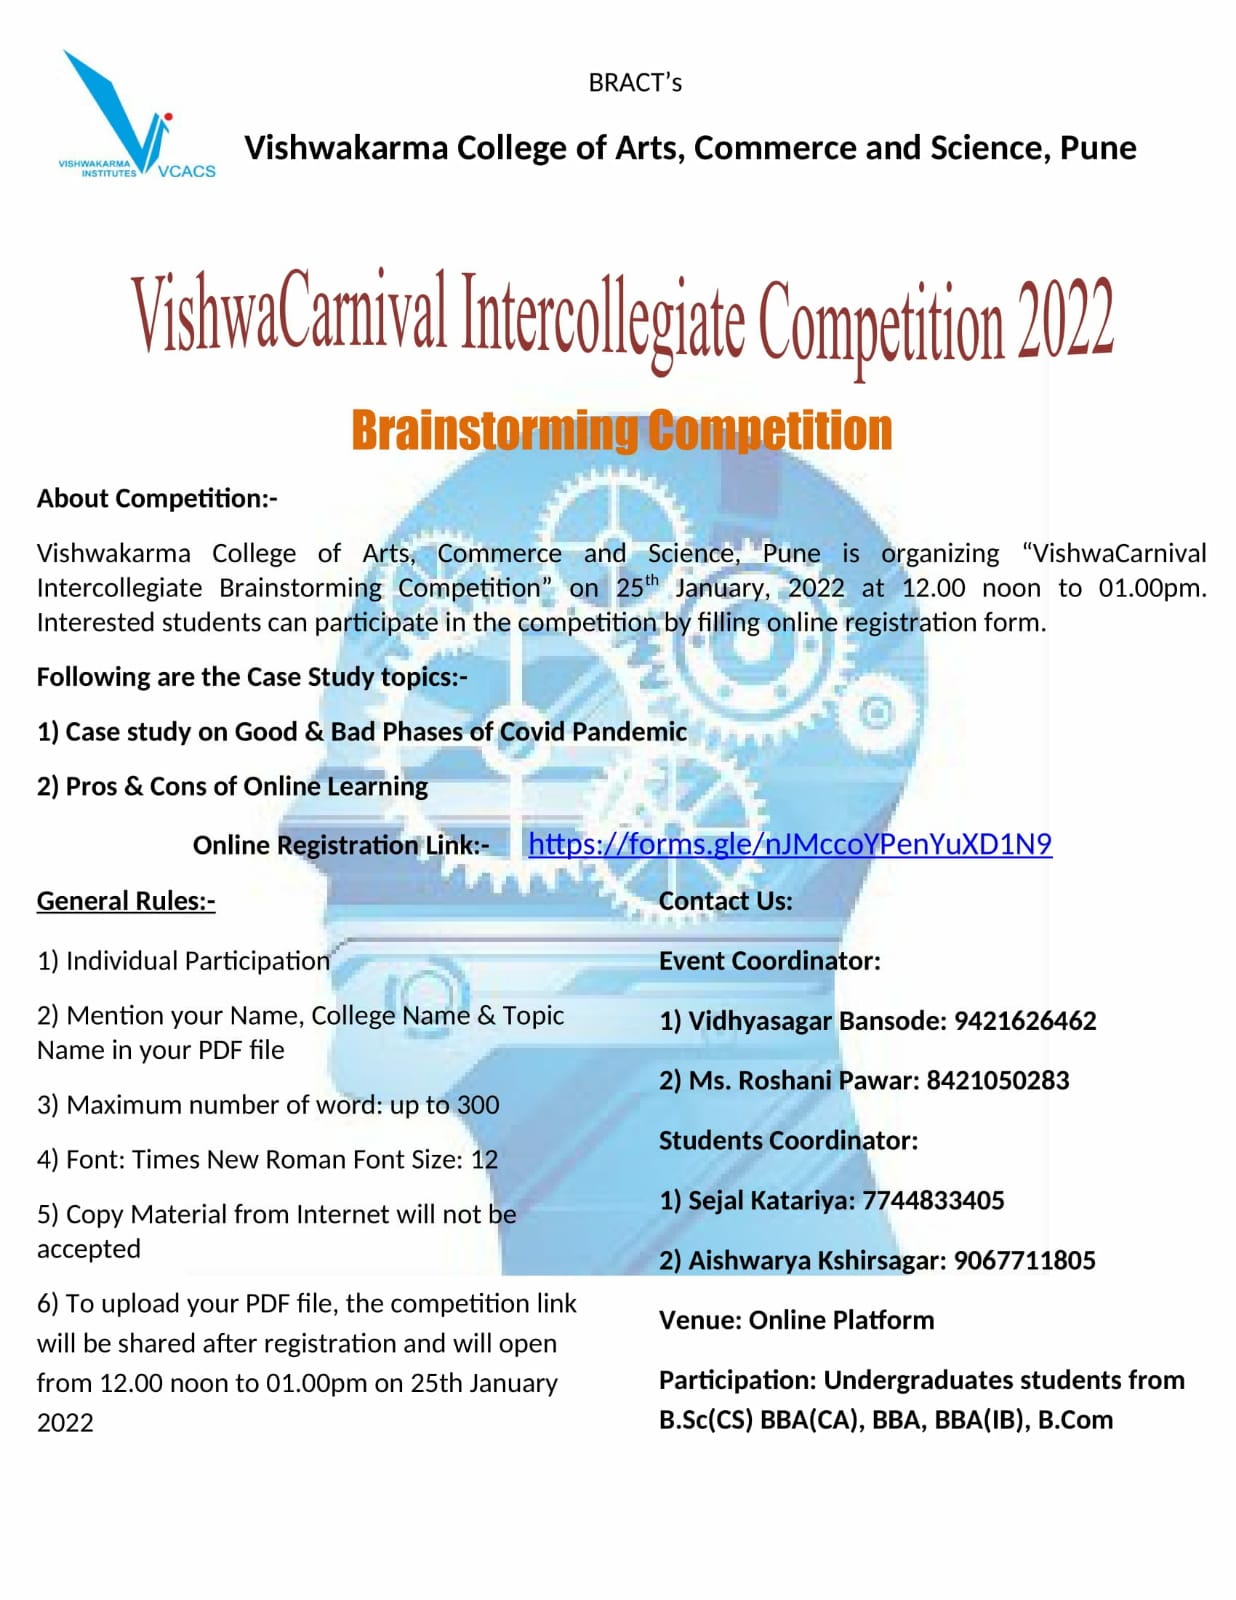 BRACT’s
VISHWAKARMA
INSTITUTES
VCACS
Vishwakarma College of Arts, Commerce and Science, Pune
VishwaCarnival Intercollegiate Competition 2022
Brainstorming Competition
About Competition:-
Vishwakarma College of Arts, Commerce and Science, Pune is organizing “VishwaCarnival
Intercollegiate Brainstorming Competition” on 25th January, 2022 at 12.00 noon to 01.00pm.
Interested students can participate in the competition by filling online registration form.
Following are the Case Study topics:-
1) Case study on Good & Bad Phases of Covid Pandemic
2) Pros & Cons of Online Learning
Online Registration Link:- https://forms.gle/nJMccoYPenYuXD1N9
General Rules:-
1) Individual Participation
2) Mention your Name, College Name & Topic
Name in your PDF file
3) Maximum number of word: up to 300
4) Font: Times New Roman Font Size: 12
5) Copy Material from Internet will not be
accepted
6) To upload your PDF file, the competition link
will be shared after registration and will open
from 12.00 noon to 01.00pm on 25th January
2022
Contact Us:
Event Coordinator:
1) Vidhyasagar Bansode: 9421626462
2) Ms. Roshani Pawar: 8421050283
Students Coordinator:
1) Sejal Katariya: 7744833405
2) Aishwarya Kshirsagar: 9067711805
Venue: Online Platform
Participation: Undergraduates students from
B.Sc(CS) BBA(CA), BBA, BBA(IB), B.Com